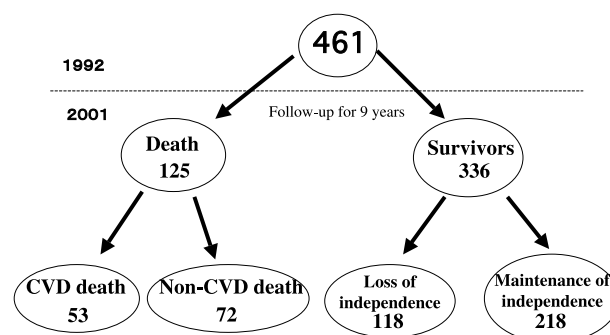 461
1992
2001
Follow-up for 9 years
Death
125
Survivors
336
CVD death
53
Non-CVD death
72
Loss of
independence
118
Maintenance of
independence
218